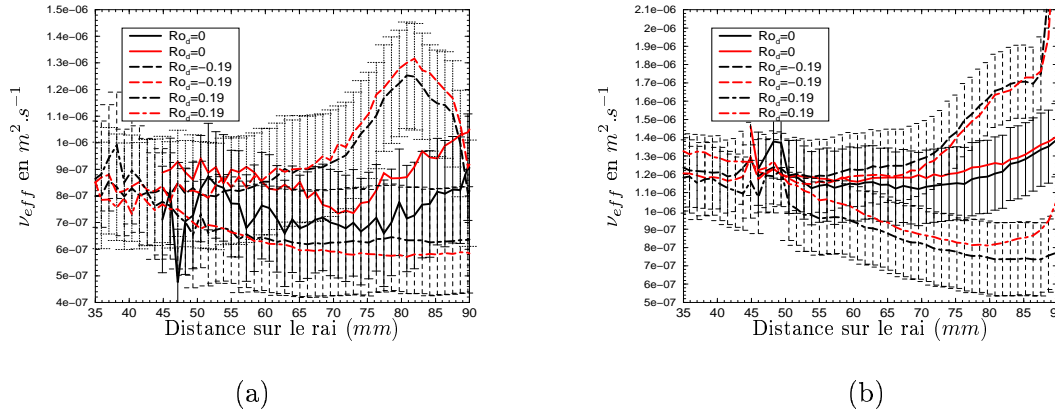 1.5e-06
1.4e-06
1.3e-06
1.2e-06
1.1e-06
1e-06
9e-07
8e-07
7e-07
6e-07
5e-07
4e-07
ν_eff en m².s⁻¹
Ro_d=0
Ro_d=0
Ro_d=-0.19
Ro_d=-0.19
Ro_d=0.19
Ro_d=0.19
35 40 45 50 55 60 65 70 75 80 85 90
Distance sur le rai (mm)
(a)
2.1e-06
2e-06
1.9e-06
1.8e-06
1.7e-06
1.6e-06
1.5e-06
1.4e-06
1.3e-06
1.2e-06
1.1e-06
1e-06
9e-07
8e-07
7e-07
6e-07
5e-07
ν_eff en m².s⁻¹
Ro_d=0
Ro_d=0
Ro_d=-0.19
Ro_d=-0.19
Ro_d=0.19
Ro_d=0.19
35 40 45 50 55 60 65 70 75 80 85
Distance sur le rai (mm)
(b)